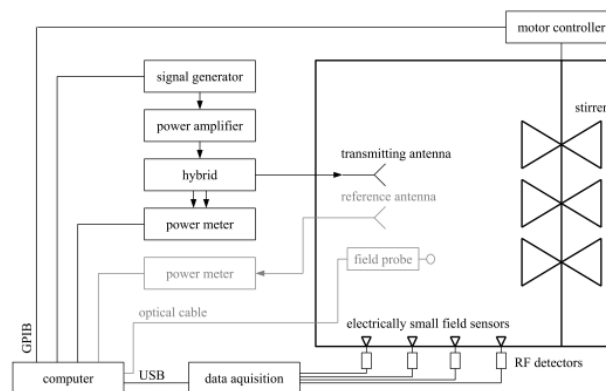 motor controller
signal generator
stirrer
power amplifier
transmitting antenna
hybrid
reference antenna
power meter
field probe
power meter
optical cable
GPIB
electrically small field sensors
RF detectors
computer
USB
data aquisition